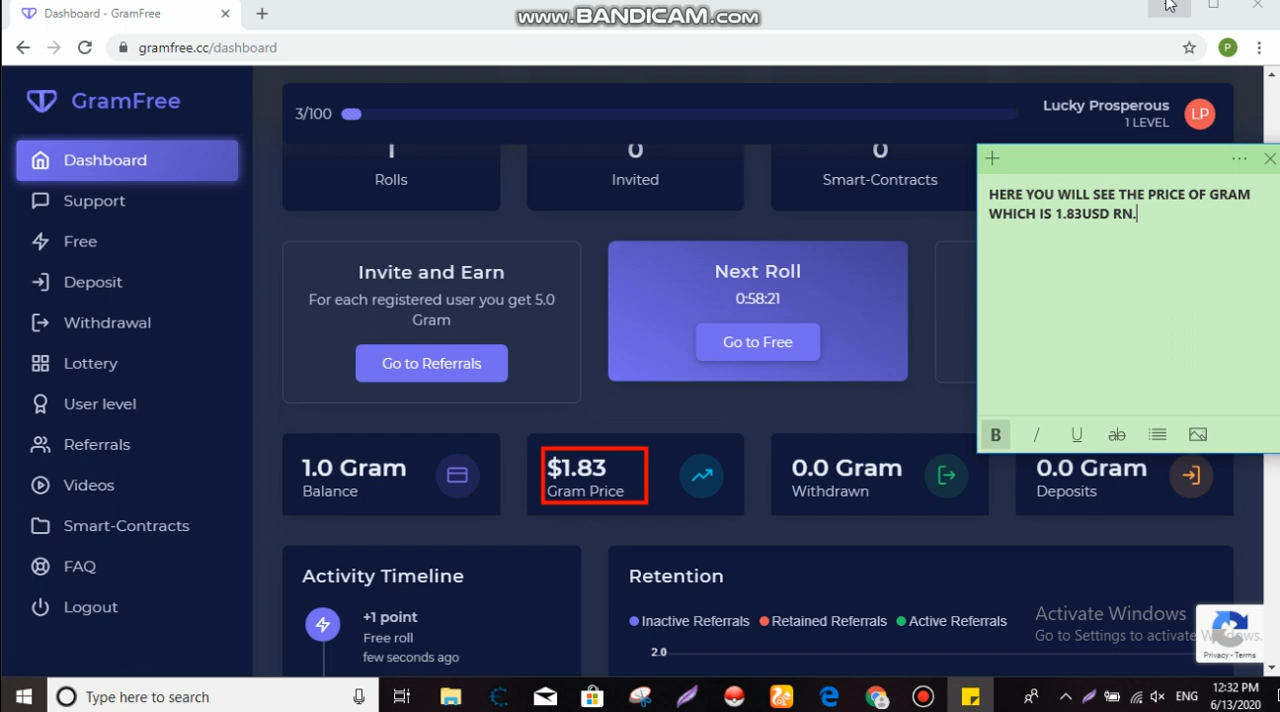 Dashboard - GramFree
www.BANDICAM.com
gramfree.cc/dashboard
P
GramFree
3/100
Lucky Prosperous
1 LEVEL
LP
Dashboard
Support
Free
Deposit
Withdrawal
Lottery
User level
Referrals
Videos
Smart-Contracts
FAQ
Logout
1
Rolls
0
Invited
0
Smart-Contracts
HERE YOU WILL SEE THE PRICE OF GRAM
WHICH IS 1.83USD RN.
B / U ab
Invite and Earn
For each registered user you get 5.0
Gram
Go to Referrals
Next Roll
0:58:21
Go to Free
1.0 Gram
Balance
$1.83
Gram Price
0.0 Gram
Withdrawn
0.0 Gram
Deposits
Activity Timeline
+1 point
Free roll
few seconds ago
Retention
Inactive Referrals
Retained Referrals
Active Referrals
2.0
Activate Windows
Go to Settings to activate Windows.
Privacy - Terms
Type here to search
ENG
12:32 PM
6/13/2020